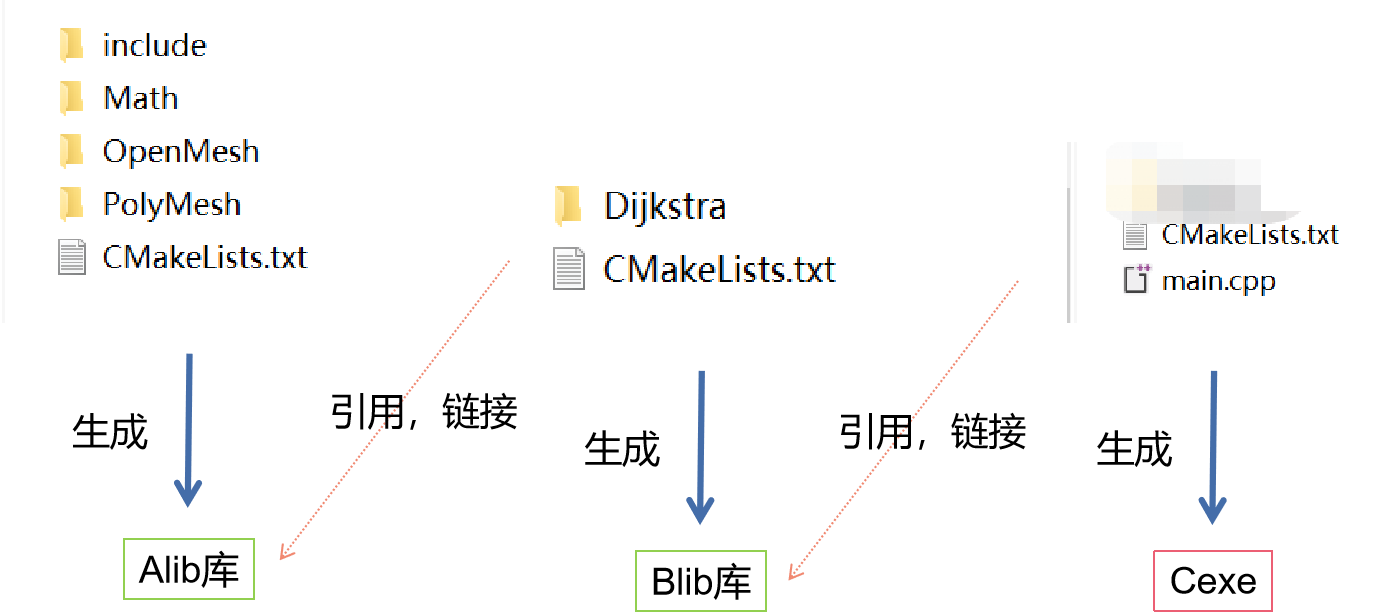 include
Math
OpenMesh
PolyMesh
CMakeLists.txt
生成
Alib库
引用，链接
Dijkstra
CMakeLists.txt
生成
Blib库
引用，链接
CMakeLists.txt
main.cpp
生成
Cexe